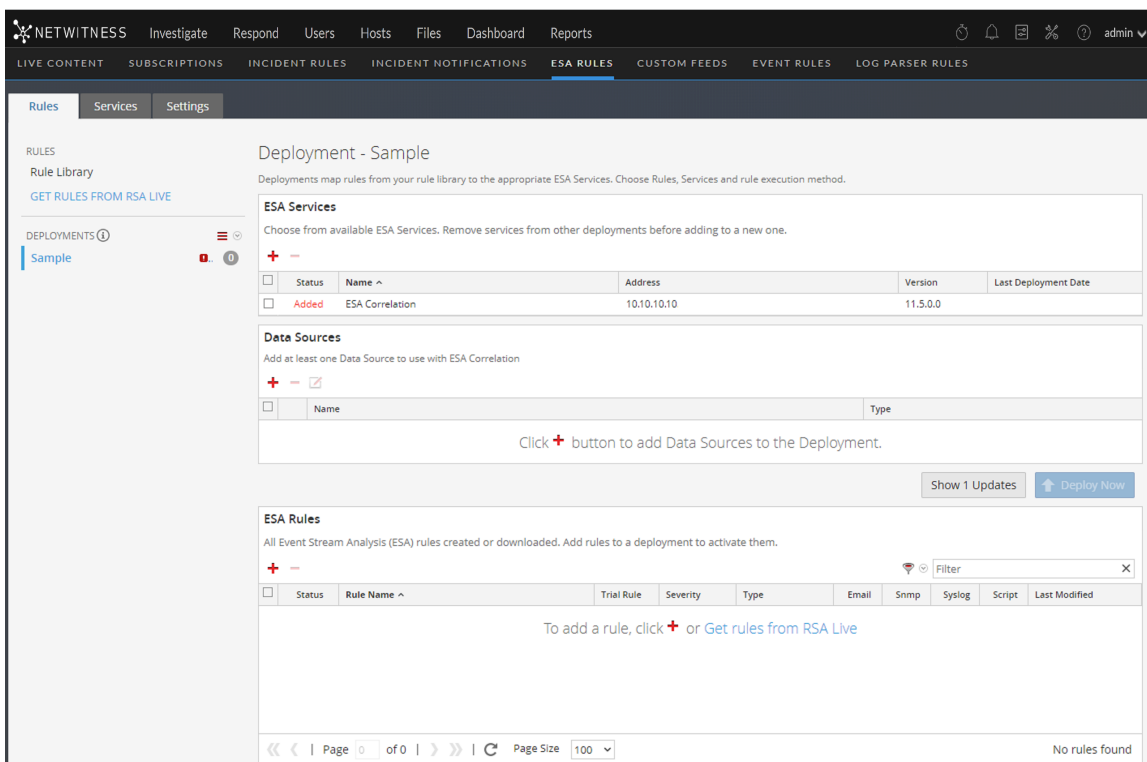 NETWITNESS Investigate Respond Users Hosts Files Dashboard Reports admin
LIVE CONTENT SUBSCRIPTIONS INCIDENT RULES INCIDENT NOTIFICATIONS ESA RULES CUSTOM FEEDS EVENT RULES LOG PARSER RULES
Rules Services Settings
RULES
Rule Library
GET RULES FROM RSA LIVE
DEPLOYMENTS
Sample 0
Deployment - Sample
Deployments map rules from your rule library to the appropriate ESA Services. Choose Rules, Services and rule execution method.
ESA Services
Choose from available ESA Services. Remove services from other deployments before adding to a new one.
Status Name Address Version Last Deployment Date
Added ESA Correlation 10.10.10.10 11.5.0.0
Data Sources
Add at least one Data Source to use with ESA Correlation
Name Type
Click + button to add Data Sources to the Deployment.
Show 1 Updates Deploy Now
ESA Rules
All Event Stream Analysis (ESA) rules created or downloaded. Add rules to a deployment to activate them.
Filter
Status Rule Name Trial Rule Severity Type Email Snmp Syslog Script Last Modified
To add a rule, click + or Get rules from RSA Live
Page 0 of 0 Page Size 100 No rules found